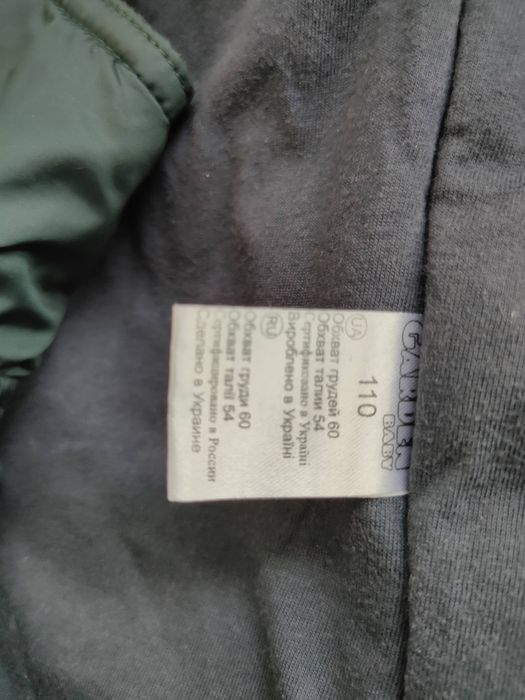 GARDEN
BABY
110
UA
Обхват грудей 60
Обхват талии 54
Сертифіковано в Україні
Вироблено в Україні
RU
Обхват груди 60
Обхват талії 54
Сертифицировано в России
Сделано в Украине